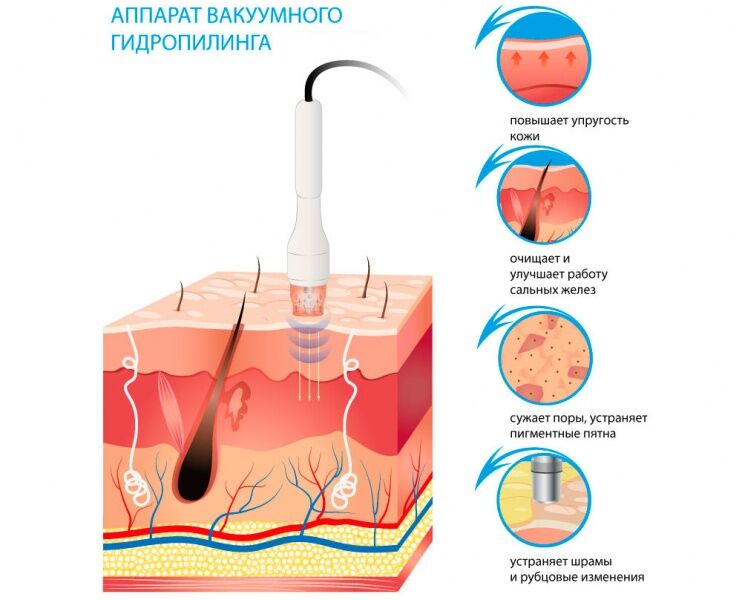 АППАРАТ ВАКУУМНОГО
ГИДРОПИЛИНГА
повышает упругость
кожи
очищает и
улучшает работу
сальных желез
сужает поры, устраняет
пигментные пятна
устраняет шрамы
и рубцовые изменения